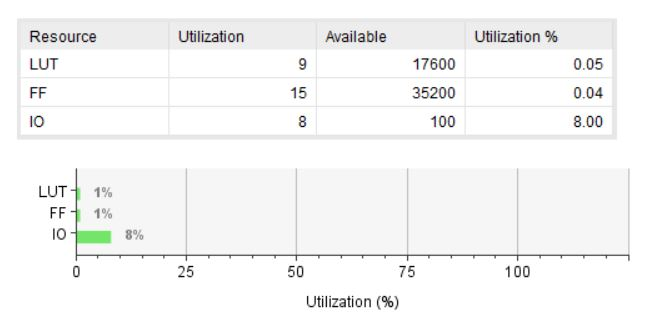 Resource Utilization Available Utilization %
LUT 9 17600 0.05
FF 15 35200 0.04
IO 8 100 8.00
LUT 1%
FF 1%
IO 8%
0 25 50 75 100
Utilization (%)